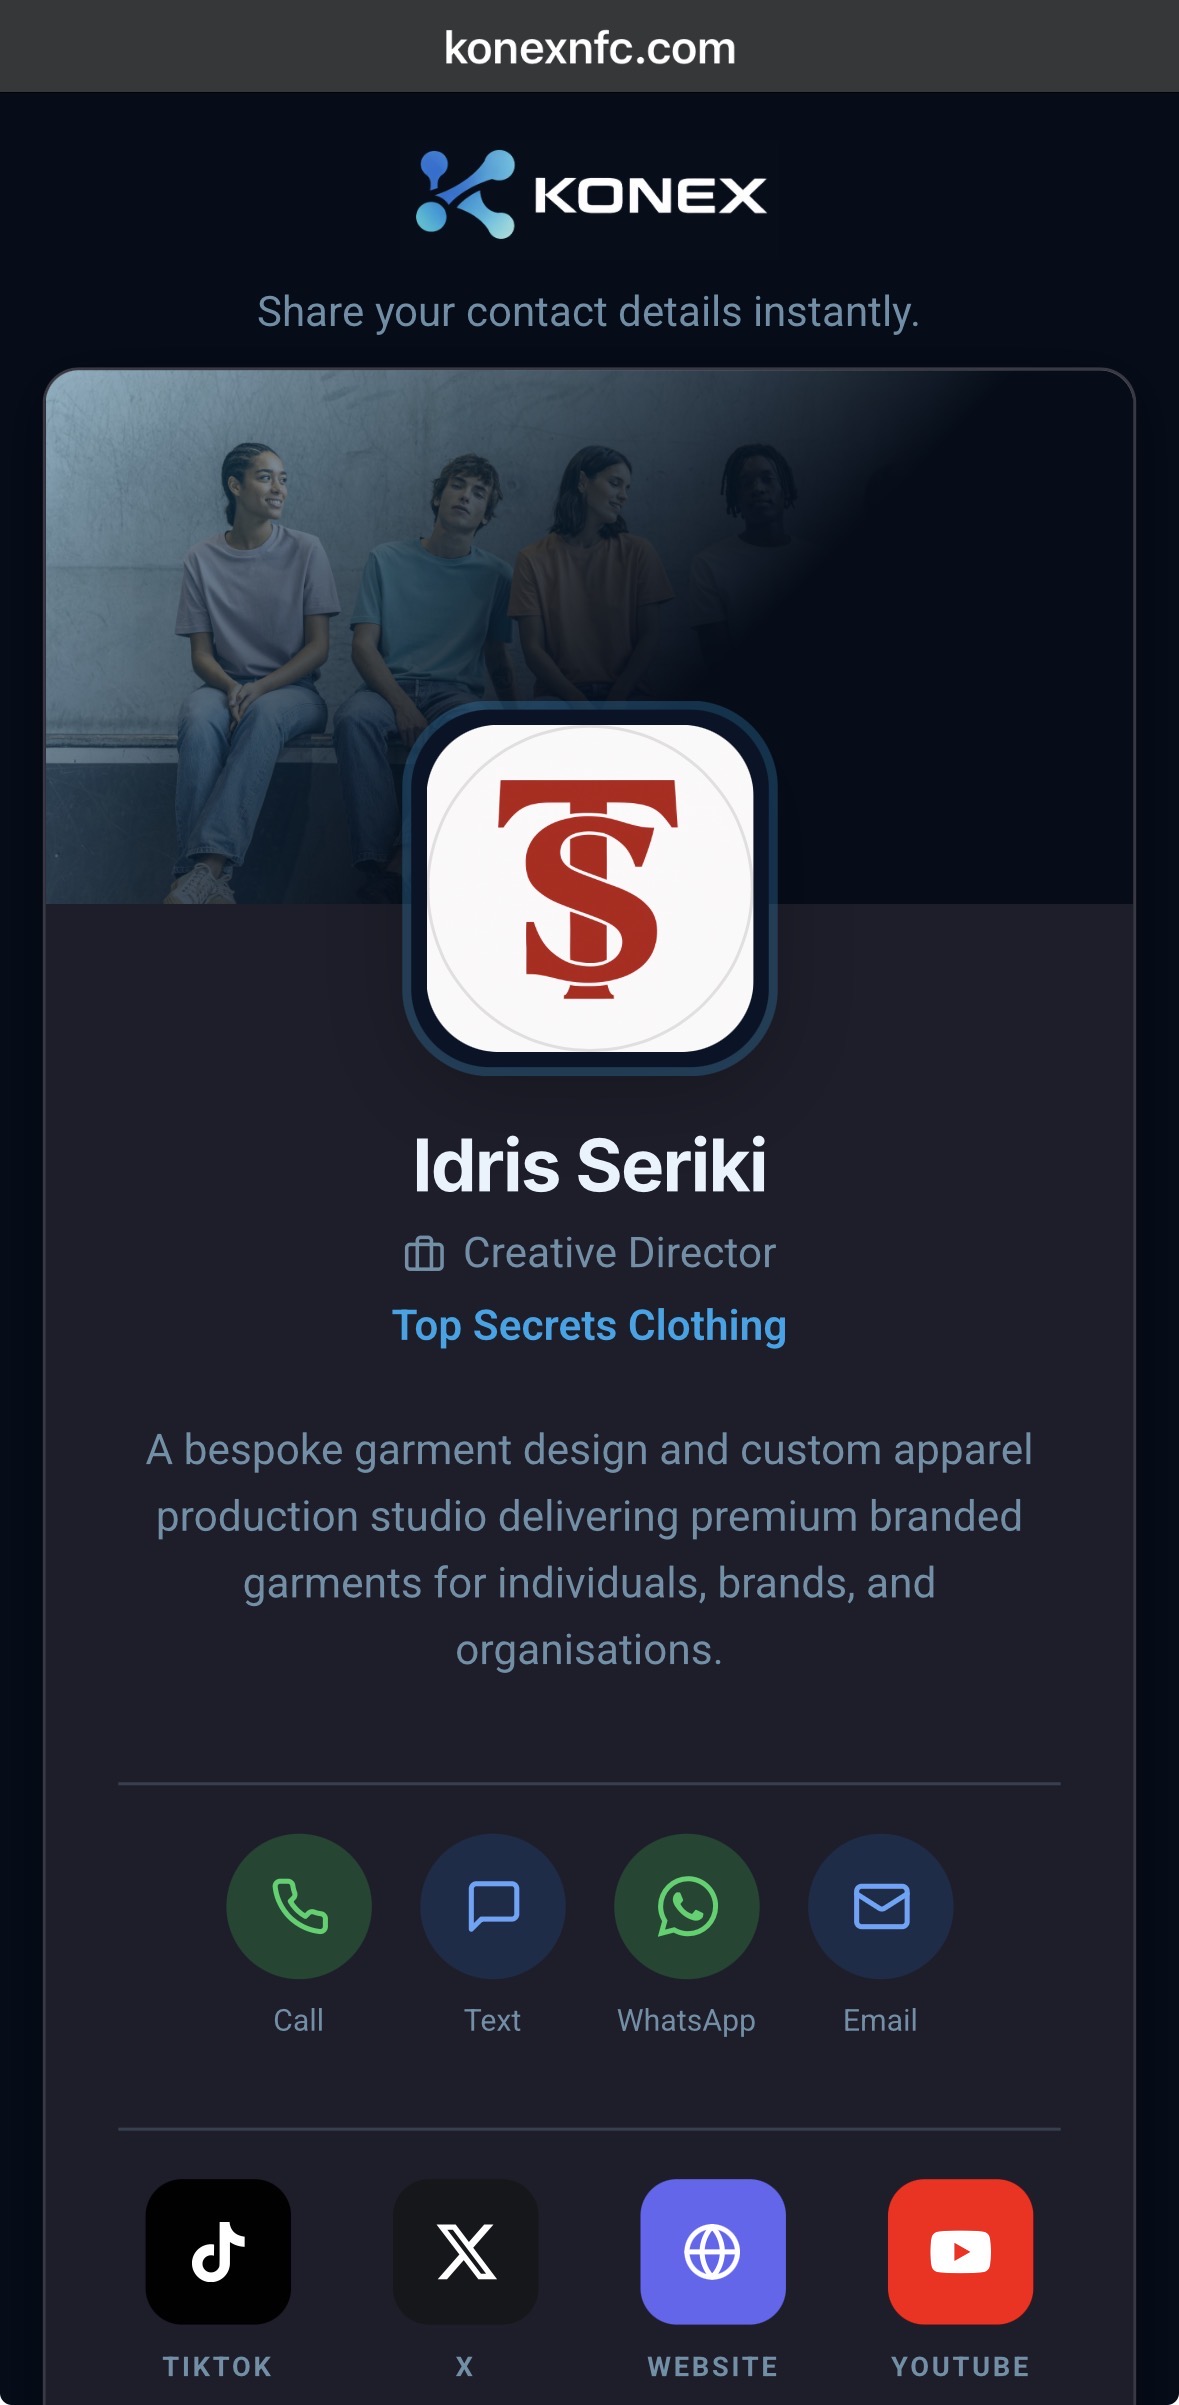 konexnfc.com
KONEX
Share your contact details instantly.
TS
Idris Seriki
Creative Director
Top Secrets Clothing
A bespoke garment design and custom apparel
production studio delivering premium branded
garments for individuals, brands, and
organisations.
Call Text WhatsApp Email
TIKTOK X WEBSITE YOUTUBE